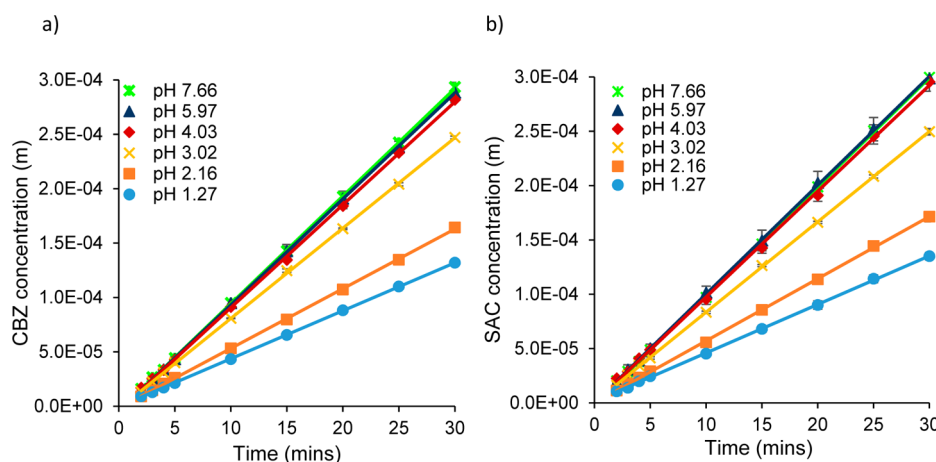 a)
CBZ concentration (m)
3.0E-04
2.5E-04
2.0E-04
1.5E-04
1.0E-04
5.0E-05
0.0E+00
pH 7.66
pH 5.97
pH 4.03
pH 3.02
pH 2.16
pH 1.27
0 5 10 15 20 25 30
Time (mins)
b)
SAC concentration (m)
3.0E-04
2.5E-04
2.0E-04
1.5E-04
1.0E-04
5.0E-05
0.0E+00
pH 7.66
pH 5.97
pH 4.03
pH 3.02
pH 2.16
pH 1.27
0 5 10 15 20 25 30
Time (mins)